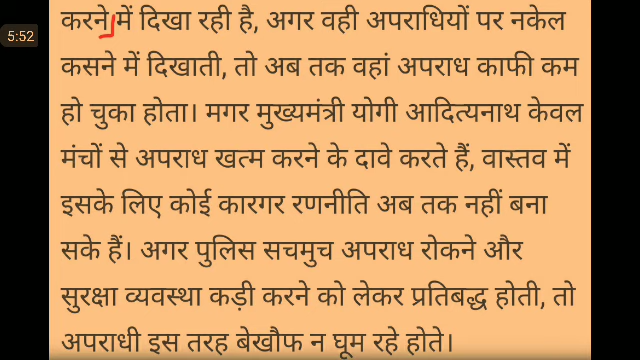 करने में दिखा रही है, अगर वही अपराधियों पर नकेल
5:52
कसने में दिखाती, तो अब तक वहां अपराध काफी कम
हो चुका होता। मगर मुख्यमंत्री योगी आदित्यनाथ केवल
मंचों से अपराध खत्म करने के दावे करते हैं, वास्तव में
इसके लिए कोई कारगर रणनीति अब तक नहीं बना
सके हैं। अगर पुलिस सचमुच अपराध रोकने और
सुरक्षा व्यवस्था कड़ी करने को लेकर प्रतिबद्ध होती, तो
अपराधी इस तरह बेखौफ न घूम रहे होते।